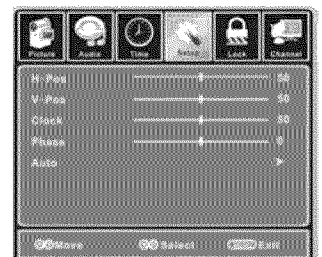 Picture Audio Time Setup Lock Channel
H-Pos 50
V-Pos 50
Clock 50
Phase 0
Auto
Move Select Exit